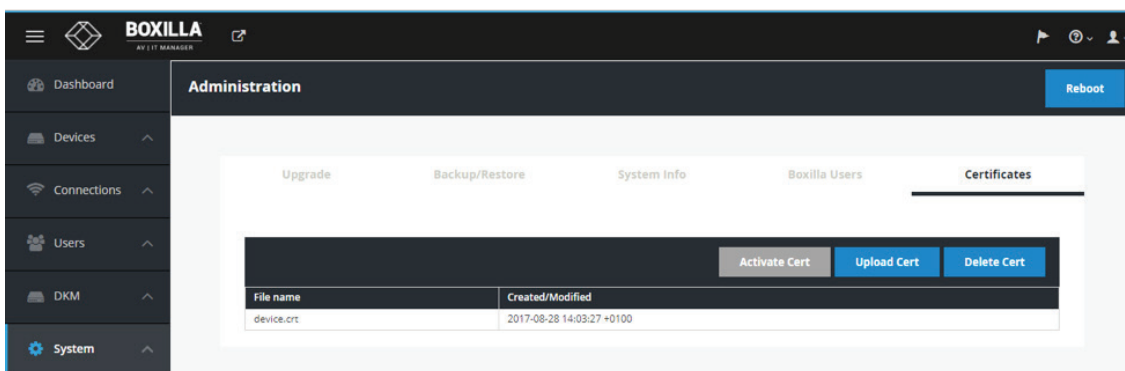 BOXILLA
AV | IT MANAGER
Dashboard
Administration
Reboot
Devices
Connections
Users
DKM
System
Upgrade
Backup/Restore
System Info
Boxilla Users
Certificates
Activate Cert
Upload Cert
Delete Cert
File name
Created/Modified
device.crt
2017-08-28 14:03:27 +0100